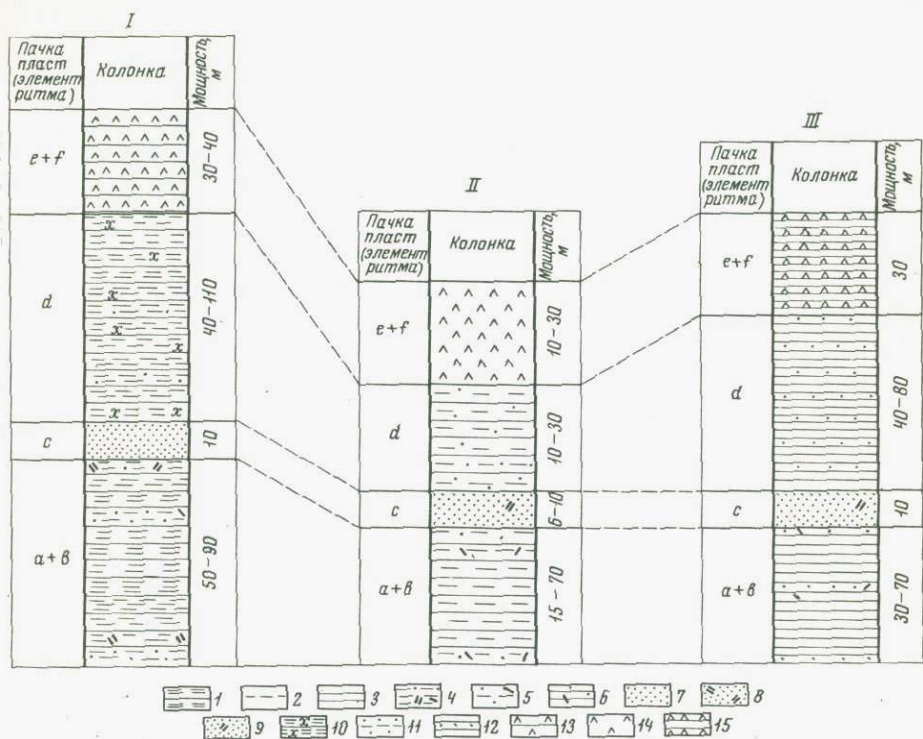 I
Пачка
пласт
(элемент
ритма)
Колонка
Мощность,
м
e+f
30-40
d
40-110
c
10
a+в
50-90
II
Пачка
пласт
(элемент
ритма)
Колонка
Мощность,
м
e+f
10-30
d
10-30
c
6-10
a+в
15-70
III
Пачка
пласт
(элемент
ритма)
Колонка
Мощность,
м
e+f
30
d
40-80
c
10
a+в
30-70
1 2 3 4 5 6 7 8
9 10 11 12 13 14 15